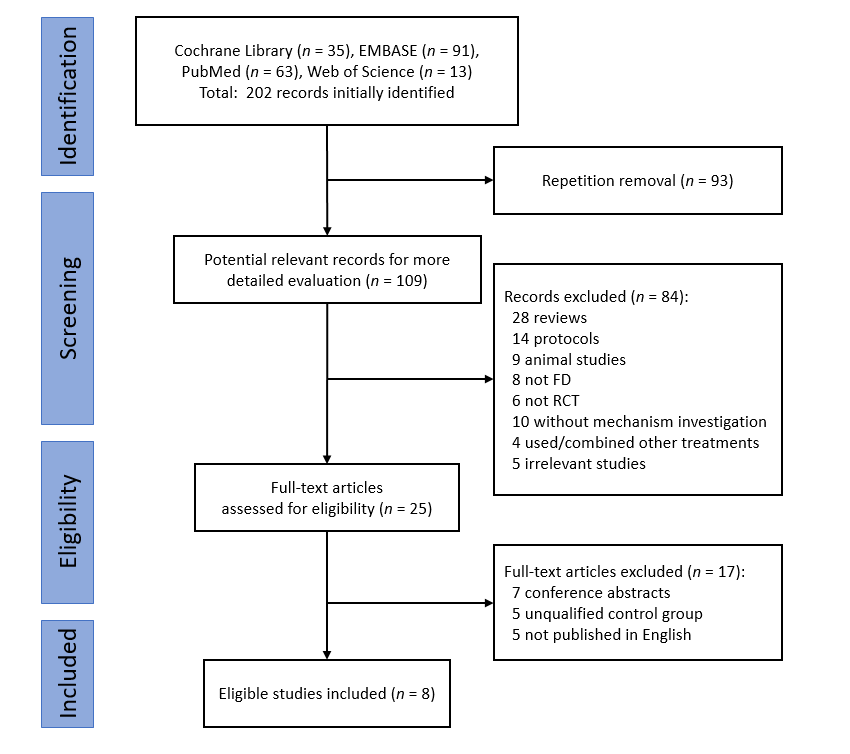 Identification
Cochrane Library (n = 35), EMBASE (n = 91),
PubMed (n = 63), Web of Science (n = 13)
Total:  202 records initially identified
Repetition removal (n = 93)
Screening
Potential relevant records for more
detailed evaluation (n = 109)
Records excluded (n = 84):
28 reviews
14 protocols
9 animal studies
8 not FD
6 not RCT
10 without mechanism investigation
4 used/combined other treatments
5 irrelevant studies
Eligibility
Full-text articles
assessed for eligibility (n = 25)
Full-text articles excluded (n = 17):
7 conference abstracts
5 unqualified control group
5 not published in English
Included
Eligible studies included (n = 8)